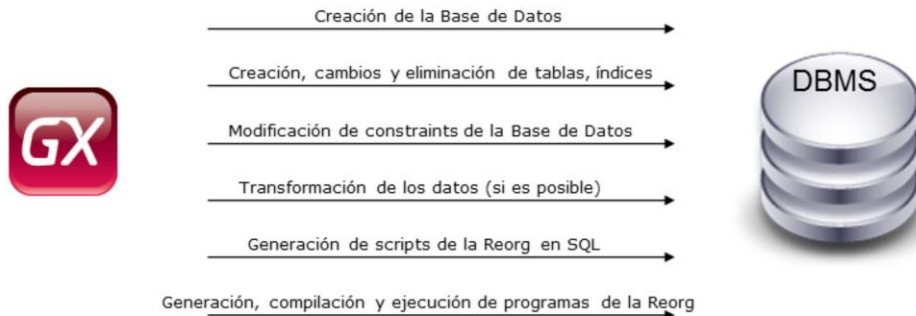 Creación de la Base de Datos
Creación, cambios y eliminación de tablas, índices
DBMS
GX
Modificación de constraints de la Base de Datos
Transformación de los datos (si es posible)
Generación de scripts de la Reorg en SQL
Generación, compilación y ejecución de programas de la Reorg